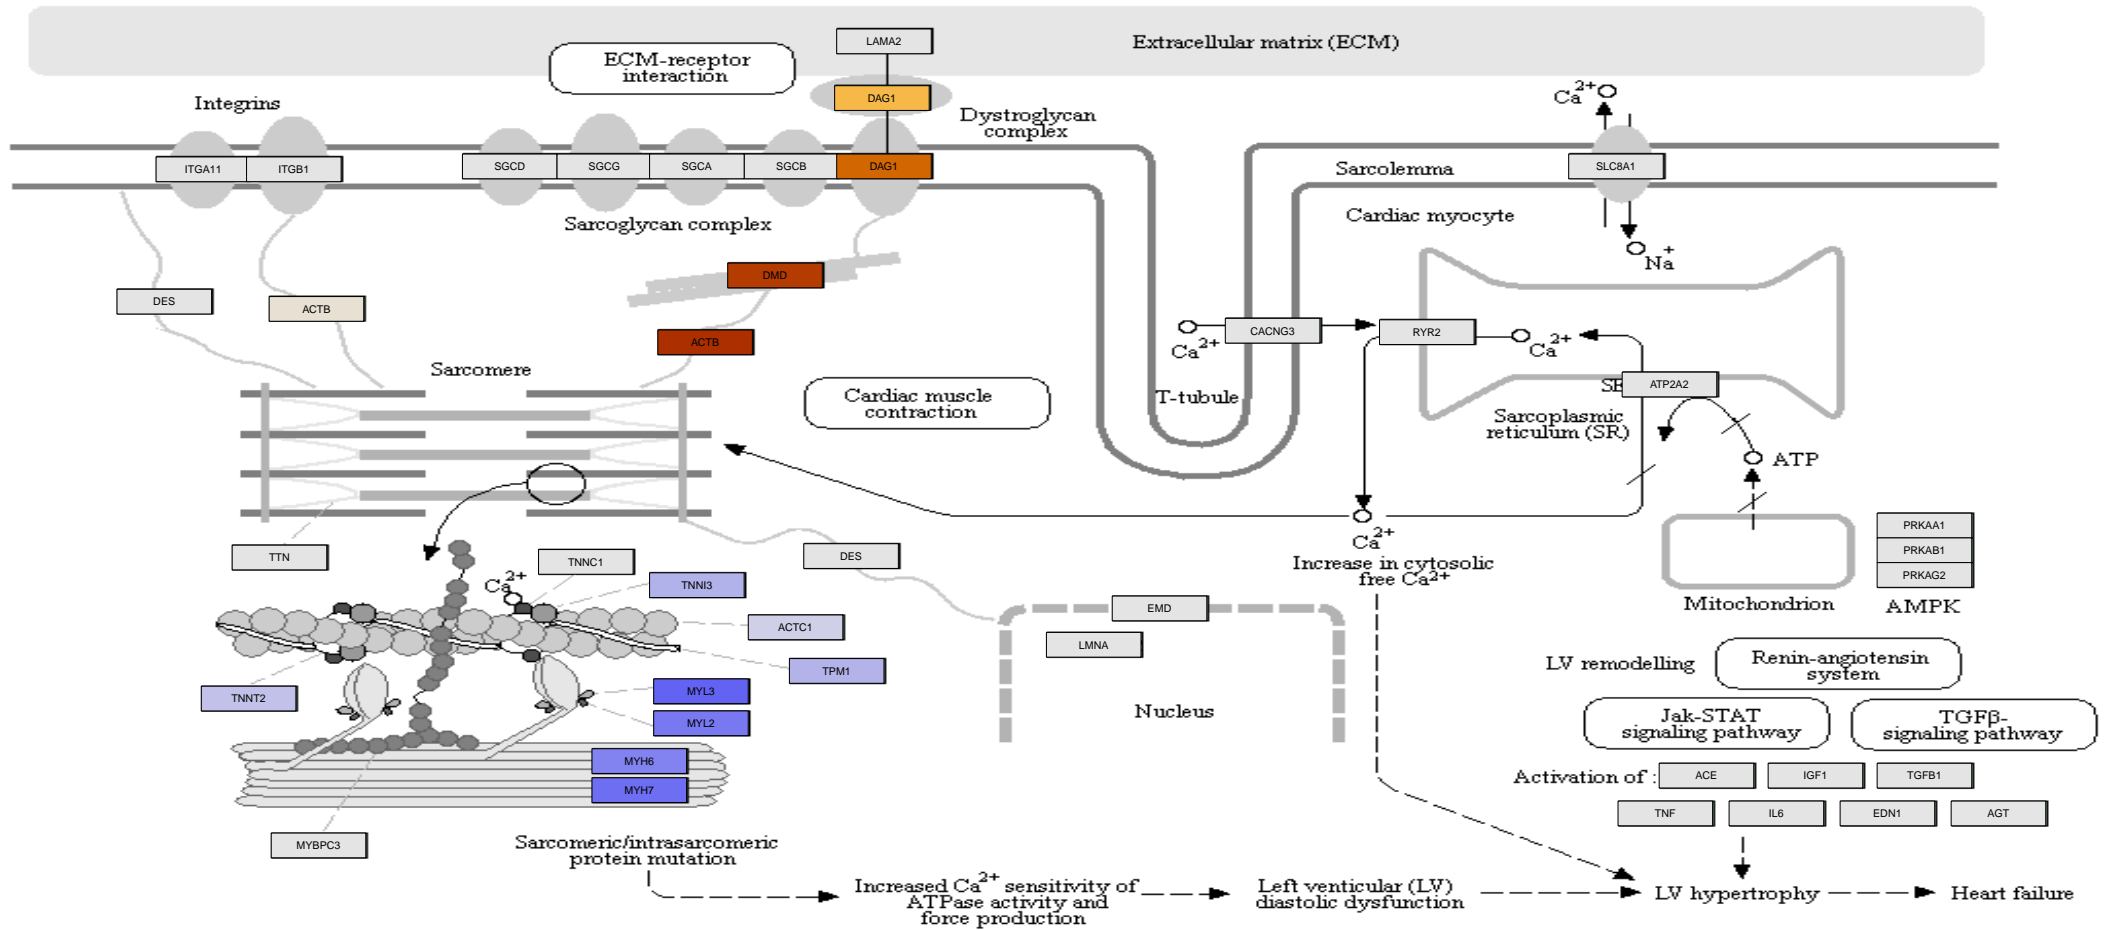 LAMA2
Extracellular matrix (ECM)
ECM-receptor
interaction
DAG1
Integrins
Dystroglycan
complex
Ca2+
ITGA11
ITGB1
SGCD
SGCG
SGCA
SGCB
DAG1
Sarcolemma
SLC8A1
Sarcoglycan complex
Cardiac myocyte
Na+
DMD
DES
ACTB
ACTB
Ca2+
CACNG3
RYR2
Ca2+
Sarcomere
Cardiac muscle
contraction
T-tubule
SE
ATP2A2
Sarcoplasmic
reticulum (SR)
ATP
TTN
TNNC1
DES
Ca2+
Increase in cytosolic
free Ca2+
PRKAA1
PRKAB1
PRKAG2
Ca2+
TNNI3
Mitochondrion
AMPK
ACTC1
EMD
LMNA
TPM1
TNNT2
MYL3
MYL2
Nucleus
LV remodelling
Renin-angiotensin
system
Jak-STAT
signaling pathway
TGFβ-
signaling pathway
MYH6
MYH7
Activation of :
ACE
IGF1
TGFB1
TNF
IL6
EDN1
AGT
MYBPC3
Sarcomeric/intrasarcomeric
protein mutation
Increased Ca2+ sensitivity of
ATPase activity and
force production
Left venticular (LV)
diastolic dysfunction
LV hypertrophy
Heart failure